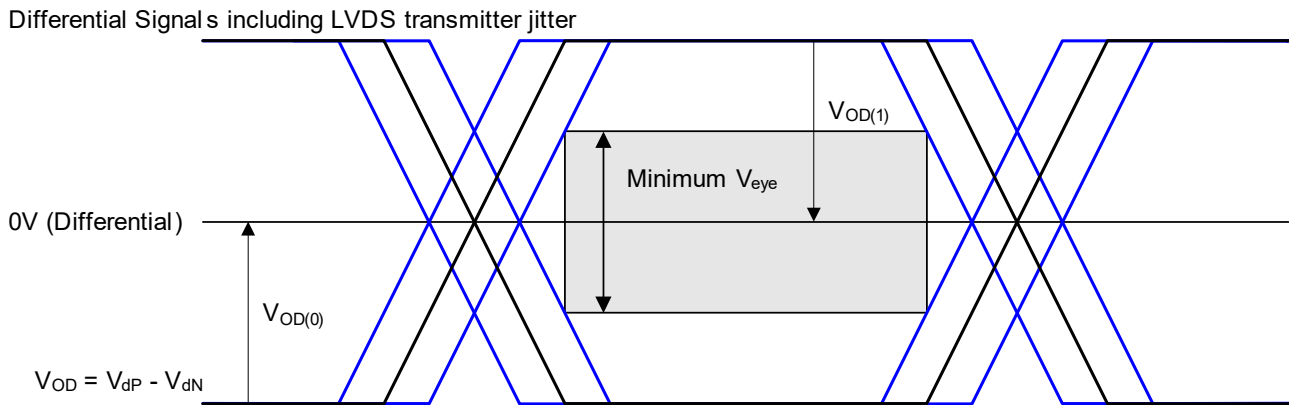 Differential Signals including LVDS transmitter jitter
VOD(1)
Minimum Veye
0V (Differential)
VOD(0)
VOD = VdP - VdN